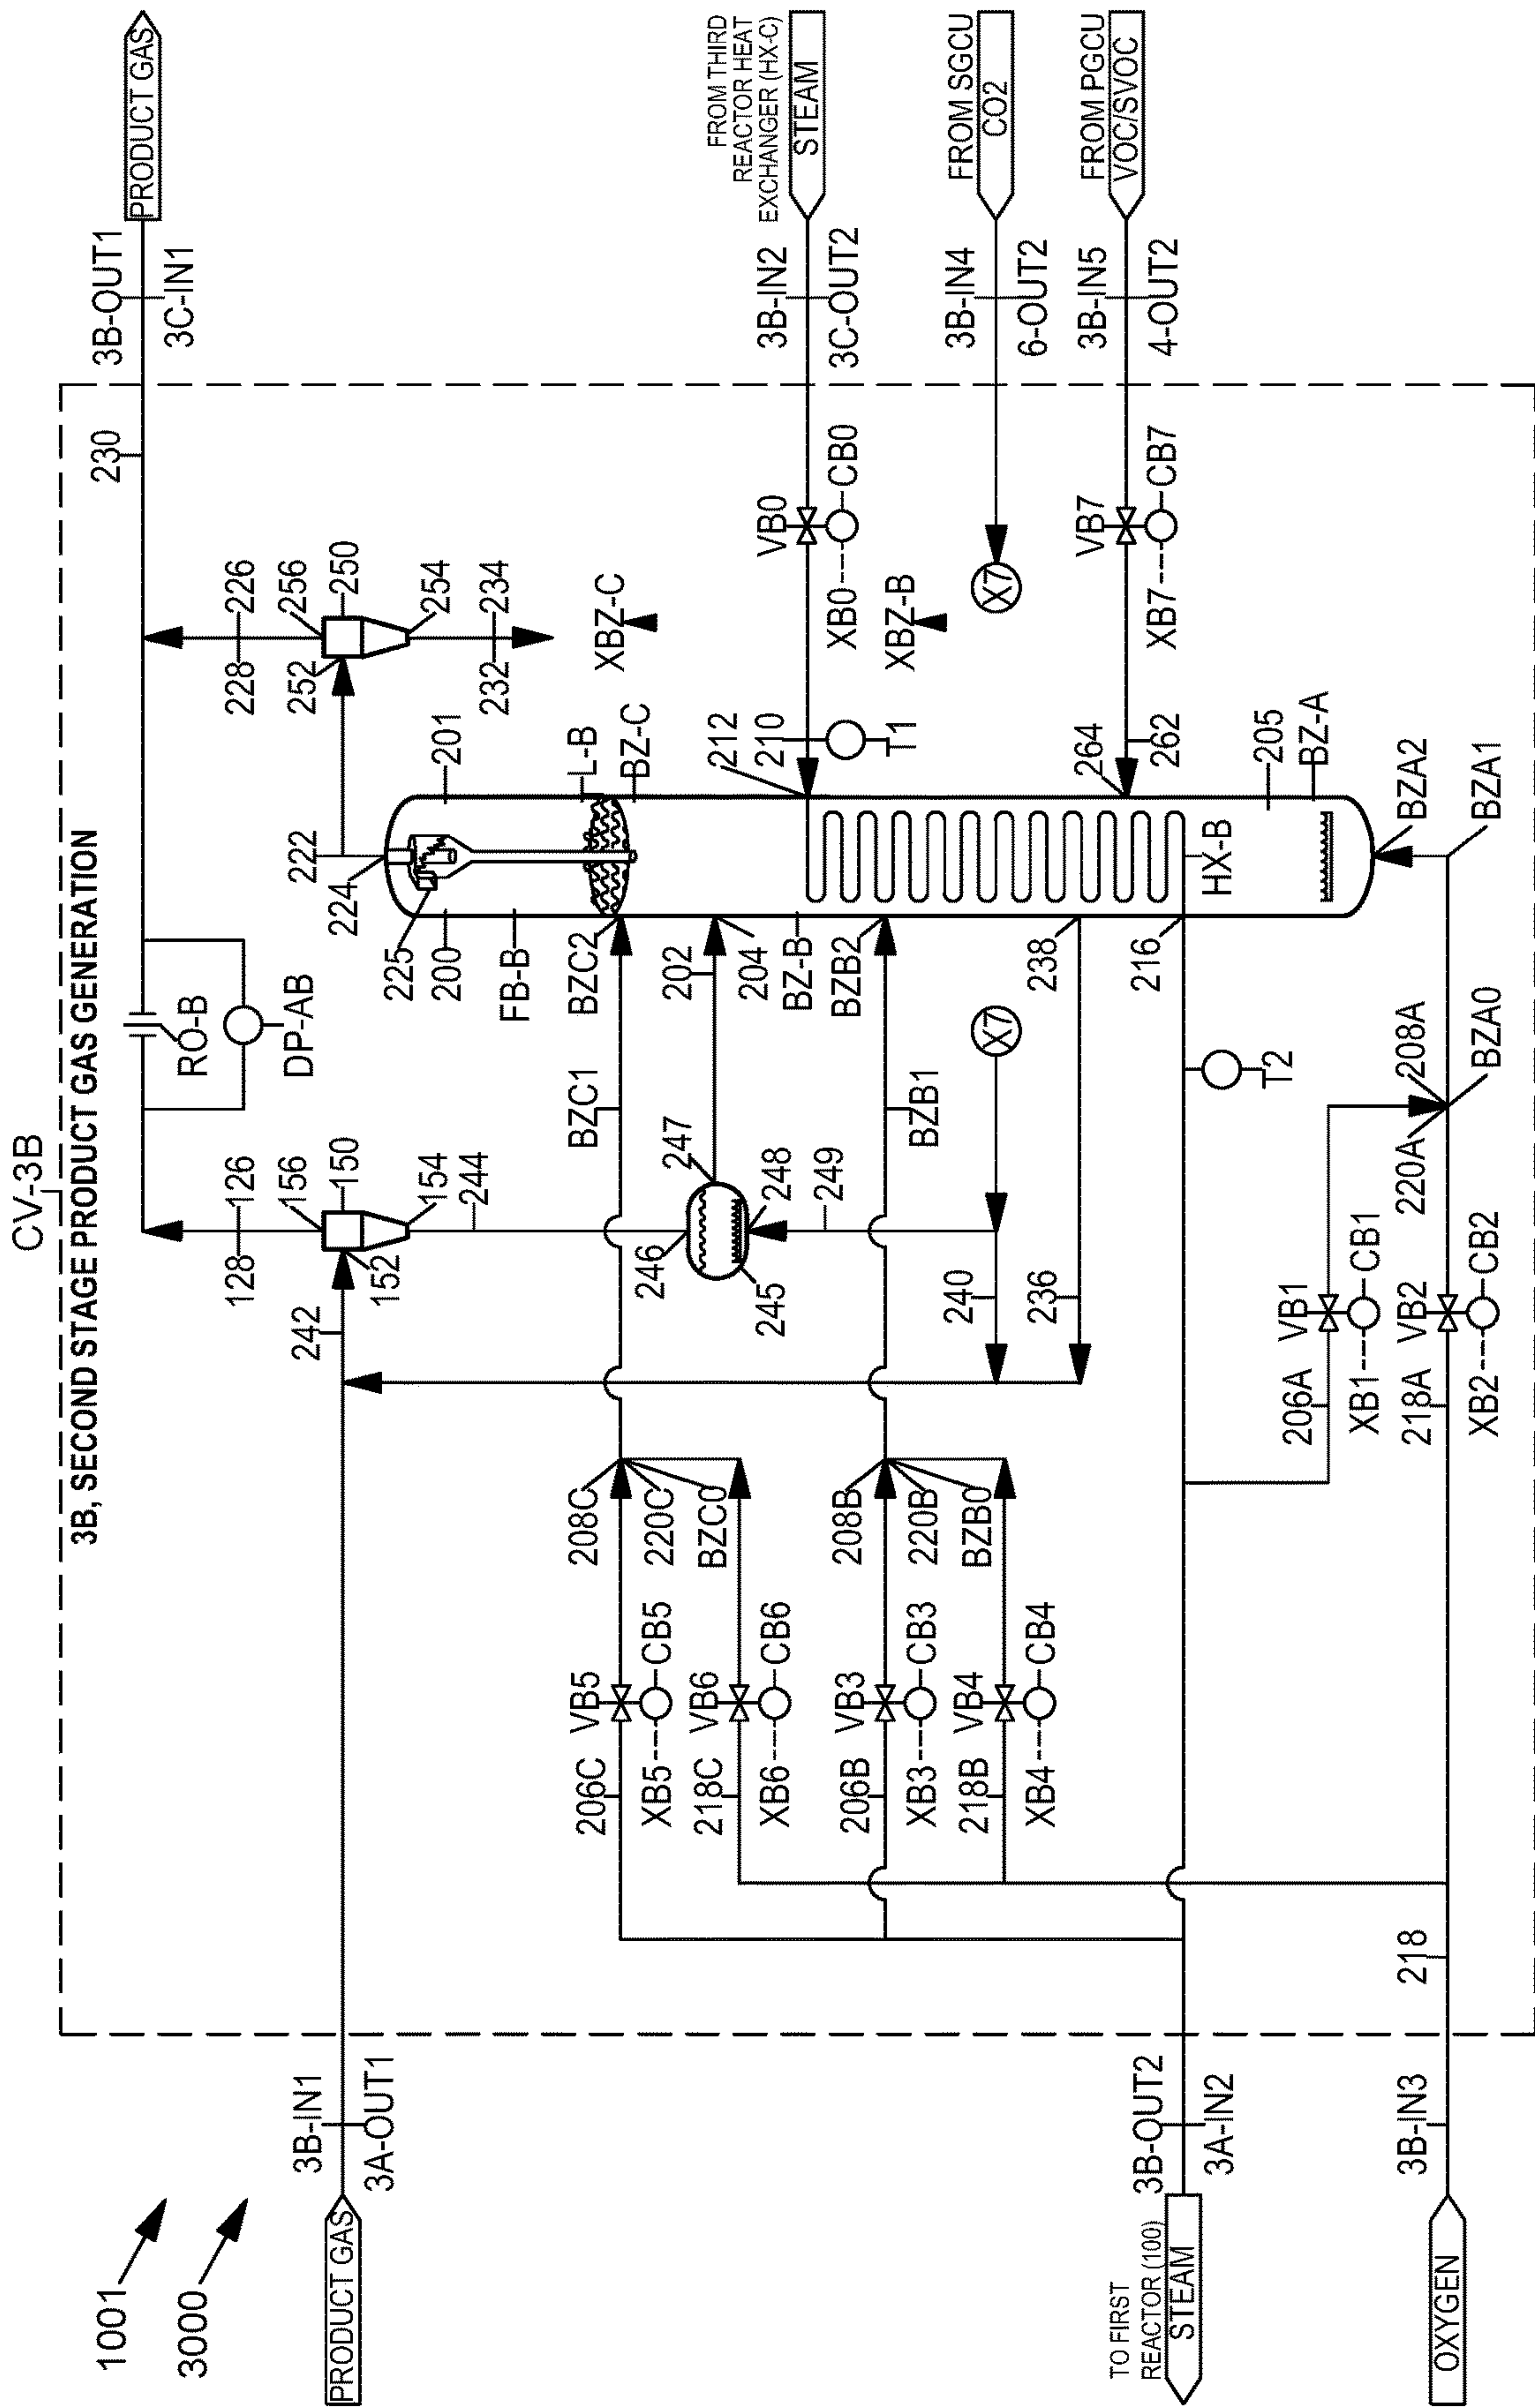 CV-3B
3B, SECOND STAGE PRODUCT GAS GENERATION
1001
3000
PRODUCT GAS
3B-IN1
3A-OUT1
242
128
126
156
150
152
154
244
RO-B
DP-AB
230
3B-OUT1
3C-IN1
PRODUCT GAS
222
224
225
200
201
FB-B
L-B
BZ-C
BZC2
228
226
256
250
252
254
232
234
XBZ-C
XBZ-B
BZC1
208C
220C
BZC0
VB5
206C
XB5
CB5
VB6
218C
XB6
CB6
246
247
248
245
249
202
204
BZ-B
BZB2
BZB1
208B
220B
BZB0
VB3
206B
XB3
CB3
VB4
218B
XB4
CB4
X7
240
236
238
216
212
210
T1
VB0
XB0
CB0
FROM THIRD
REACTOR HEAT
EXCHANGER (HX-C)
STEAM
3B-IN2
3C-OUT2
FROM SGCU
CO2
3B-IN4
6-OUT2
X7
FROM PGCU
VOC/SVOC
3B-IN5
4-OUT2
VB7
XB7
CB7
264
262
HX-B
205
BZ-A
BZA2
BZA1
T2
TO FIRST
REACTOR (100)
STEAM
3B-OUT2
3A-IN2
206A
VB1
XB1
CB1
218A
VB2
XB2
CB2
220A
208A
BZA0
OXYGEN
3B-IN3
218